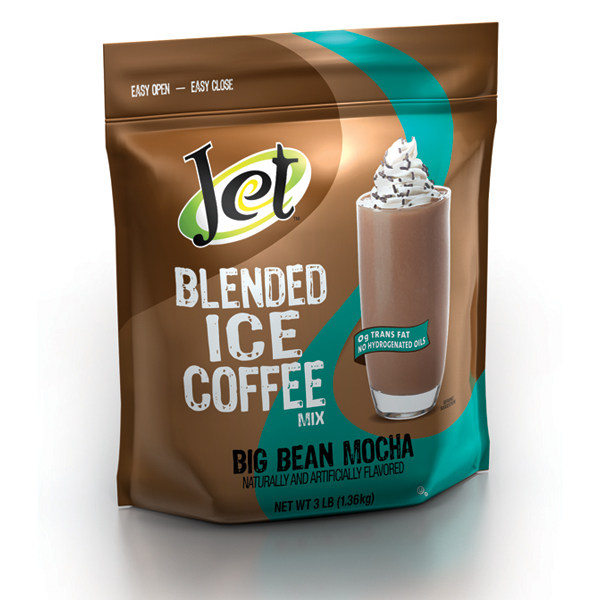 EASY OPEN — EASY CLOSE
Jet™
BLENDED
ICE
COFFEE
MIX
0g TRANS FAT
NO HYDROGENATED OILS
BIG BEAN MOCHA
NATURALLY AND ARTIFICIALLY FLAVORED
NET WT 3 LB (1.36kg)